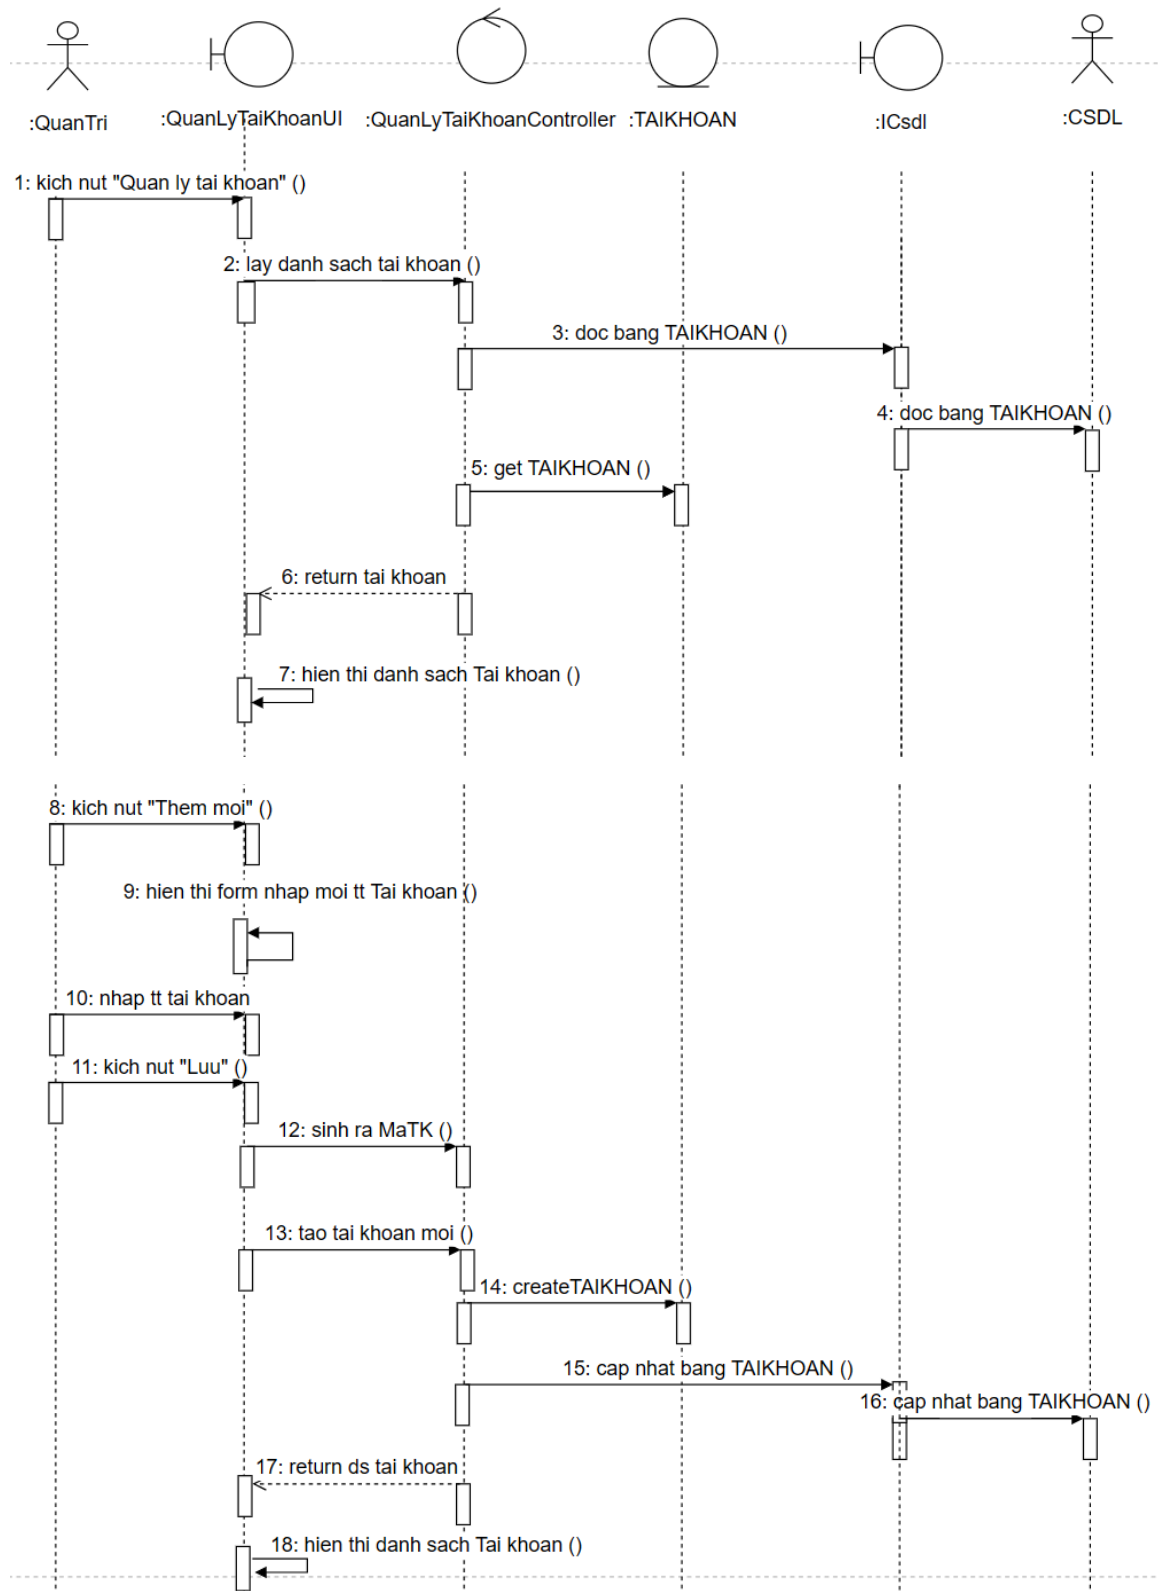 :QuanTri
:QuanLyTaiKhoanUI
:QuanLyTaiKhoanController
:TAIKHOAN
:ICsdl
:CSDL
1: kich nut "Quan ly tai khoan" ()
2: lay danh sach tai khoan ()
3: doc bang TAIKHOAN ()
4: doc bang TAIKHOAN ()
5: get TAIKHOAN ()
6: return tai khoan
7: hien thi danh sach Tai khoan ()
8: kich nut "Them moi" ()
9: hien thi form nhap moi tt Tai khoan ()
10: nhap tt tai khoan
11: kich nut "Luu" ()
12: sinh ra MaTK ()
13: tao tai khoan moi ()
14: createTAIKHOAN ()
15: cap nhat bang TAIKHOAN ()
16: cap nhat bang TAIKHOAN ()
17: return ds tai khoan
18: hien thi danh sach Tai khoan ()